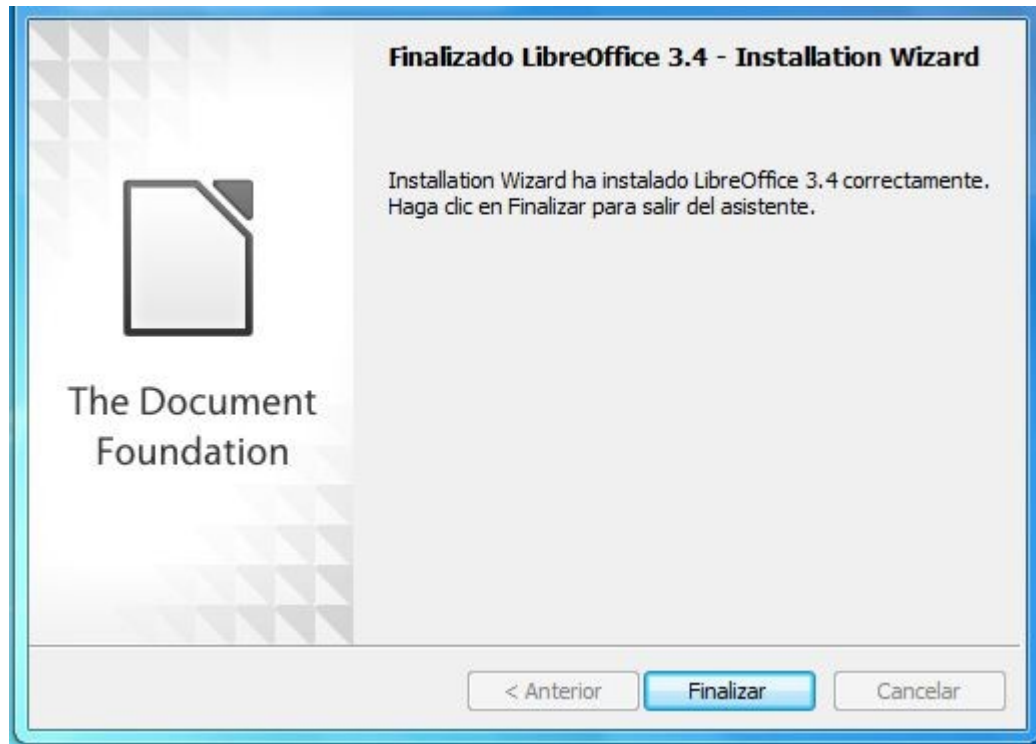 Finalizado LibreOffice 3.4 - Installation Wizard
Installation Wizard ha instalado LibreOffice 3.4 correctamente.
Haga clic en Finalizar para salir del asistente.
The Document
Foundation
< Anterior
Finalizar
Cancelar